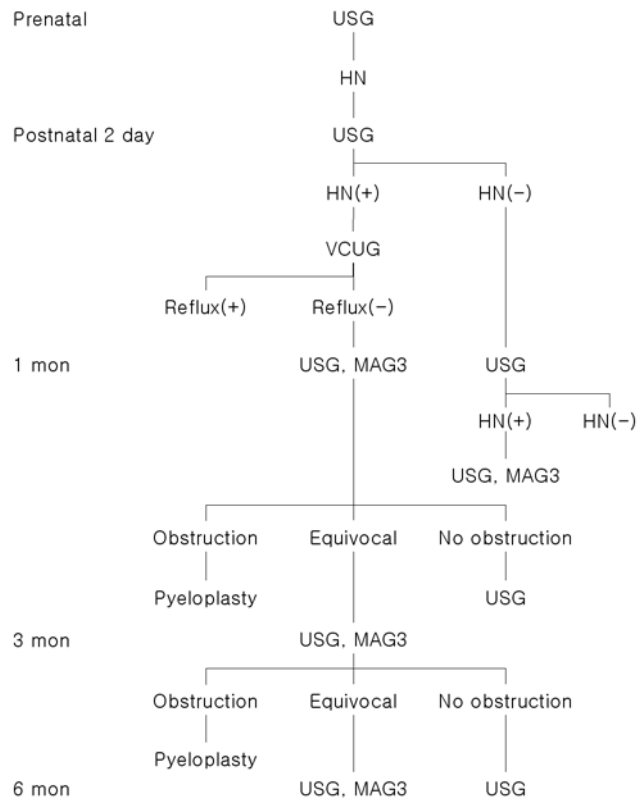 Prenatal USG
HN
Postnatal 2 day USG
HN(+) HN(-)
VCUG
Reflux(+) Reflux(-)
1 mon USG, MAG3 USG
HN(+) HN(-)
USG, MAG3
Obstruction Equivocal No obstruction
Pyeloplasty USG
3 mon USG, MAG3
Obstruction Equivocal No obstruction
Pyeloplasty
6 mon USG, MAG3 USG